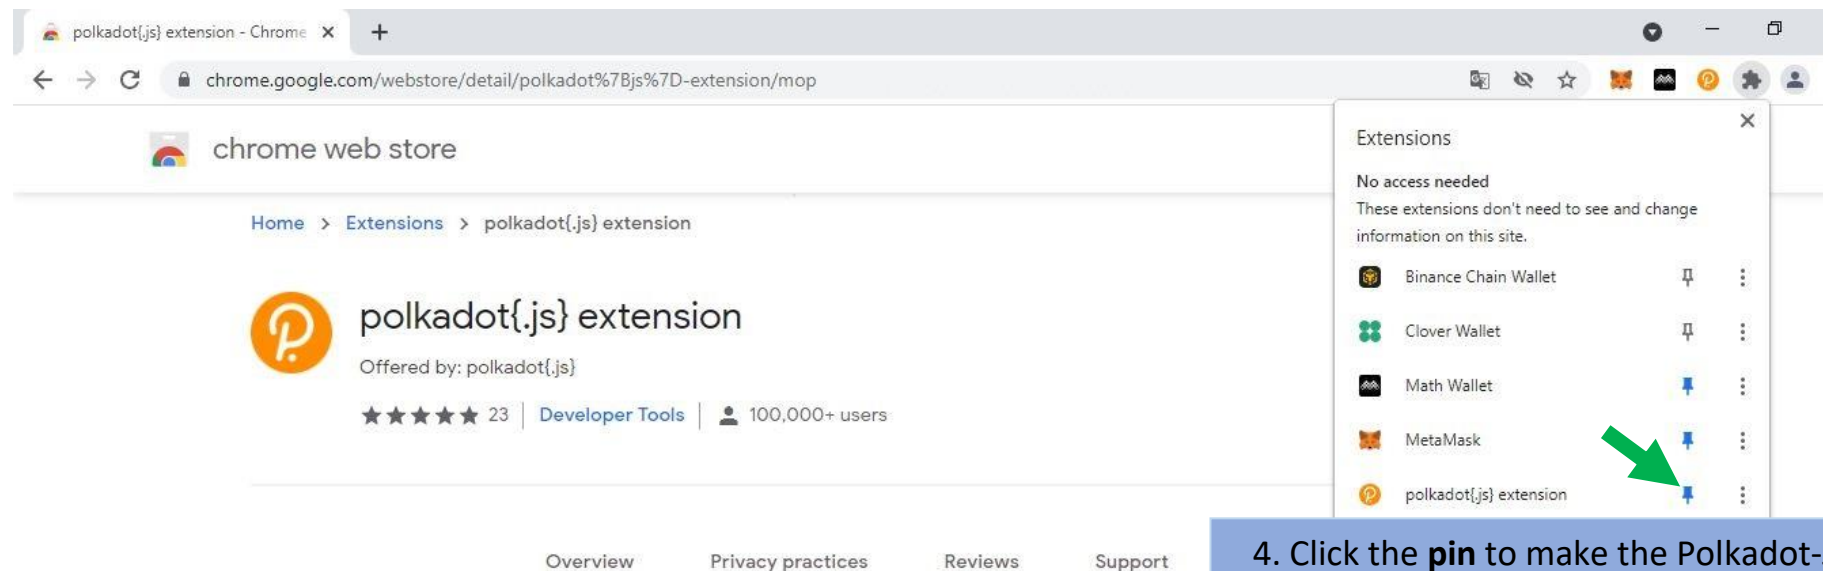 polkadot{.js} extension - Chrome
chrome.google.com/webstore/detail/polkadot%7Bjs%7D-extension/mop
chrome web store
Home > Extensions > polkadot{.js} extension
polkadot{.js} extension
Offered by: polkadot{.js}
★★★★★ 23 | Developer Tools | 100,000+ users
Overview Privacy practices Reviews Support
Extensions
No access needed
These extensions don't need to see and change
information on this site.
Binance Chain Wallet
Clover Wallet
Math Wallet
MetaMask
polkadot{.js} extension
4. Click the pin to make the Polkadot-